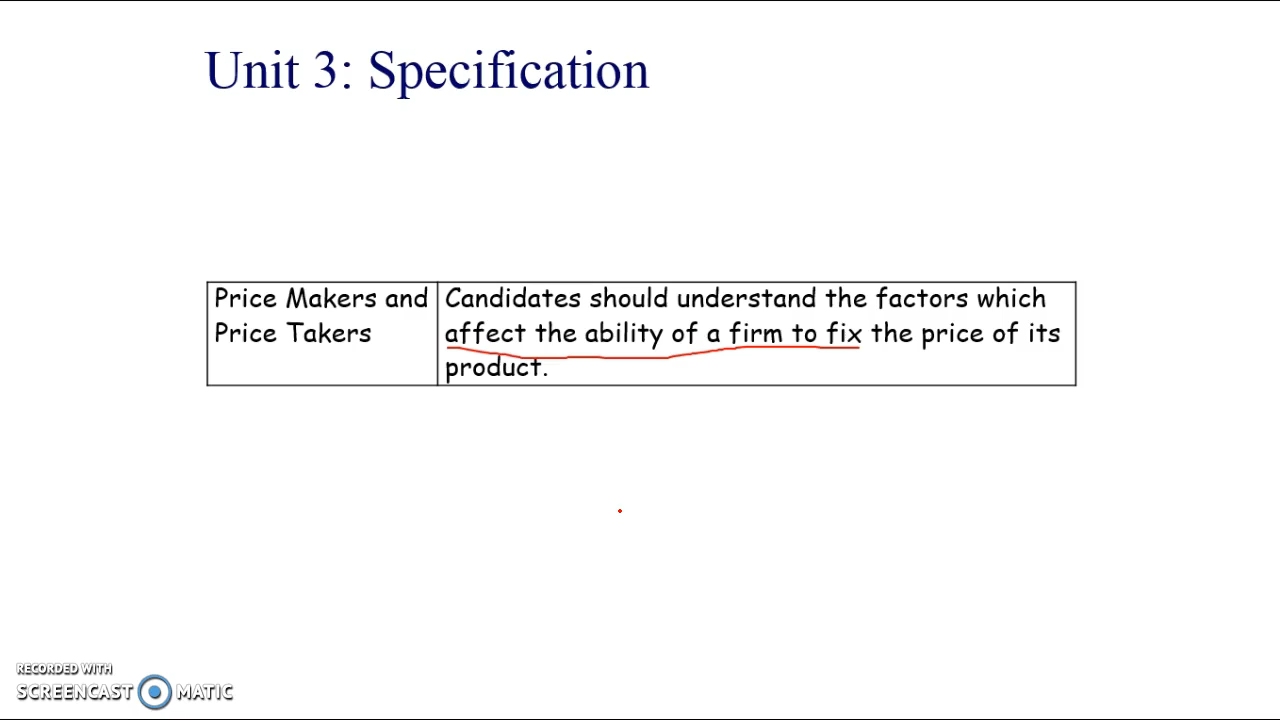 Unit 3: Specification
Price Makers and
Price Takers
Candidates should understand the factors which
affect the ability of a firm to fix the price of its
product.
RECORDED WITH
SCREENCAST MATIC